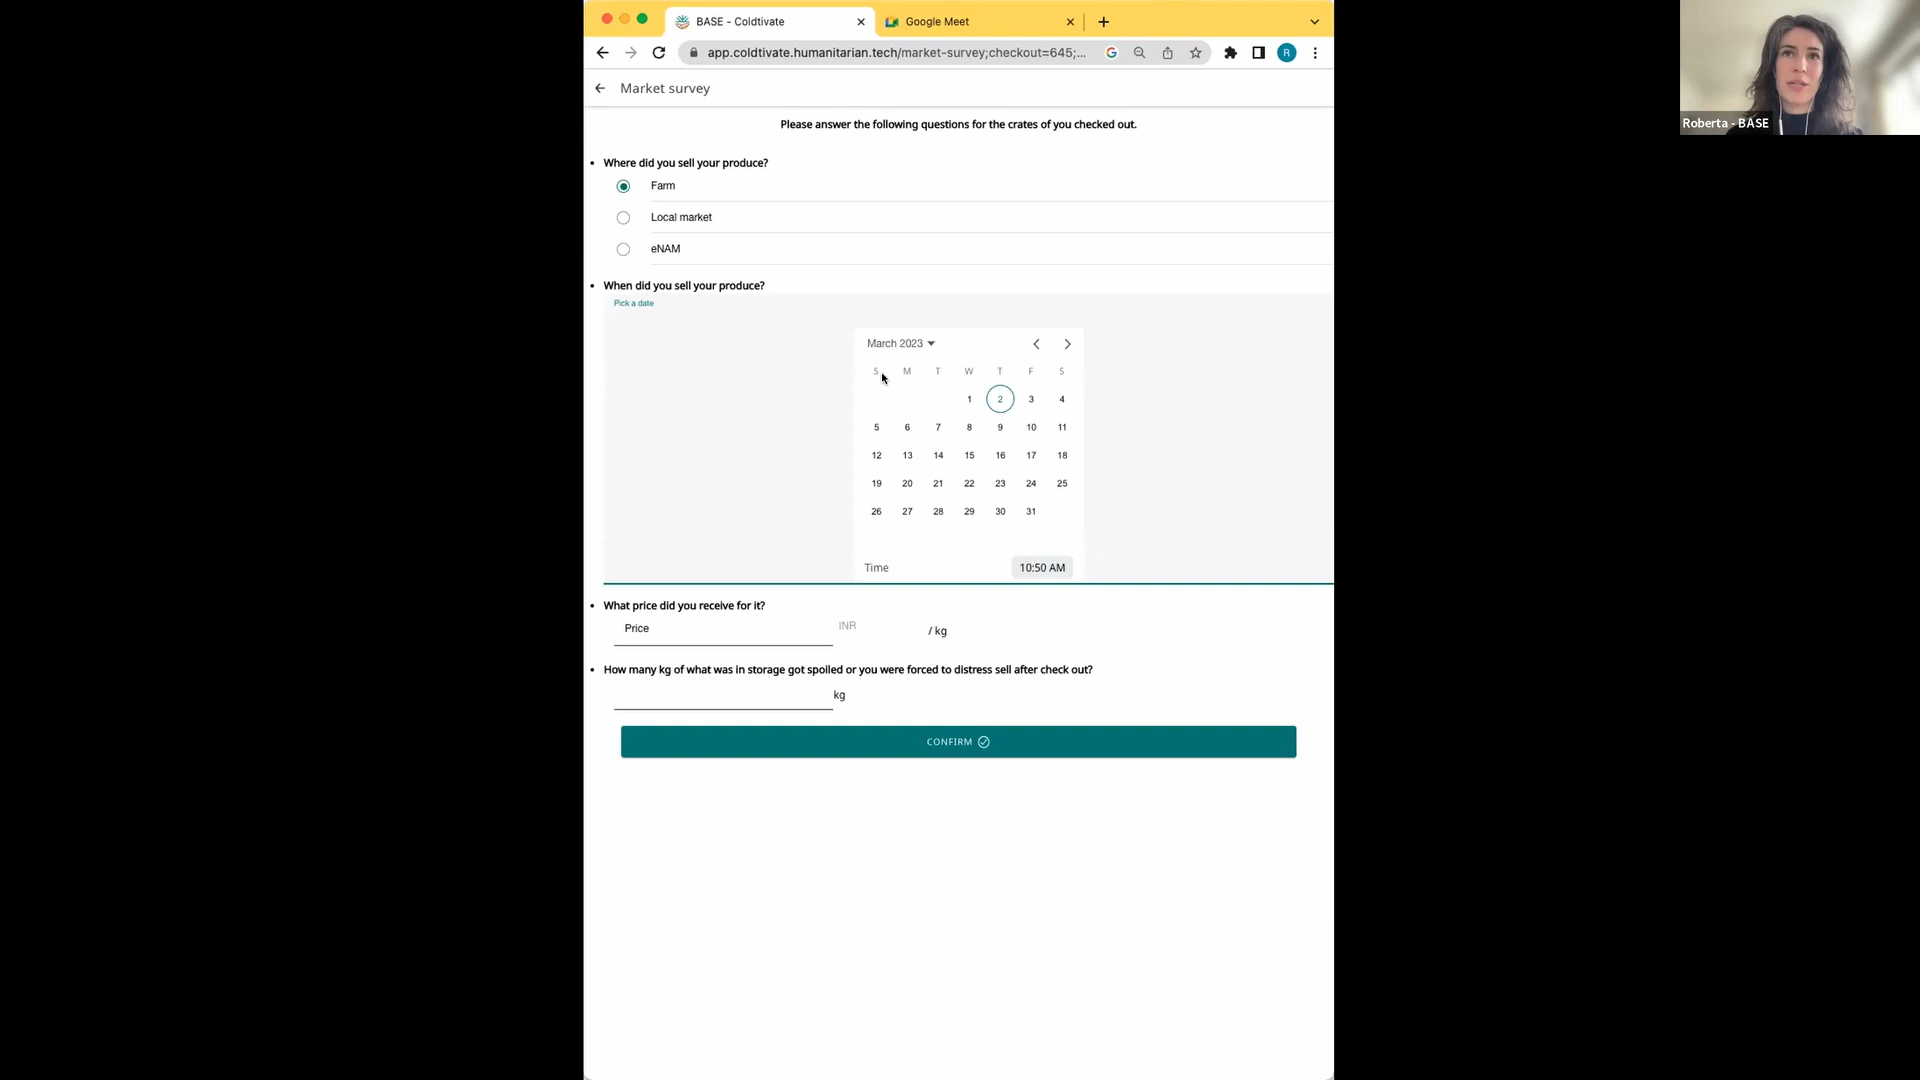 BASE - Coldtivate
Google Meet
app.coldtivate.humanitarian.tech/market-survey;checkout=645;...
R
Market survey
Roberta - BASE
Please answer the following questions for the crates of you checked out.
• Where did you sell your produce?
Farm
Local market
eNAM
• When did you sell your produce?
Pick a date
March 2023
S M T W T F S
1 2 3 4
5 6 7 8 9 10 11
12 13 14 15 16 17 18
19 20 21 22 23 24 25
26 27 28 29 30 31
Time 10:50 AM
• What price did you receive for it?
Price INR / kg
• How many kg of what was in storage got spoiled or you were forced to distress sell after check out?
kg
CONFIRM